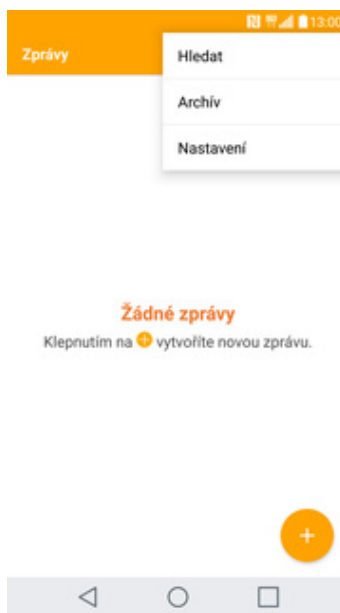 13:00
Zprávy
Hledat
Archív
Nastavení
Žádné zprávy
Klepnutím na + vytvoříte novou zprávu.
+